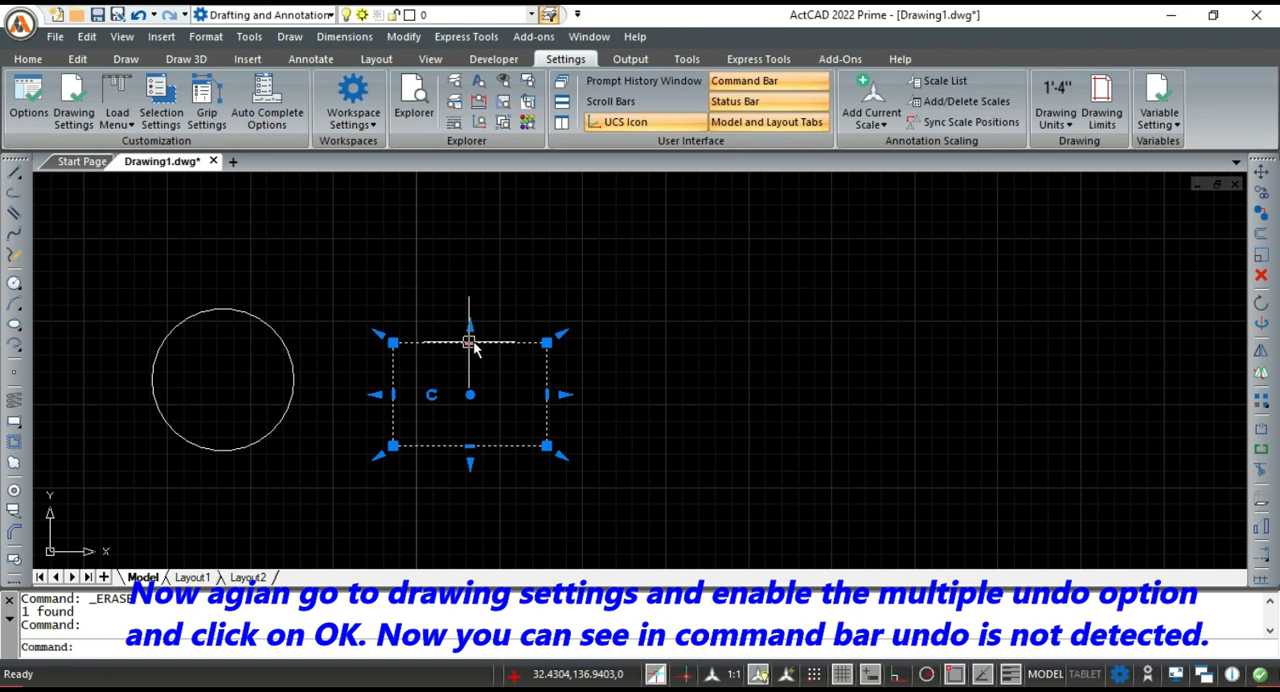 Drafting and Annotation
0
ActCAD 2022 Prime - [Drawing1.dwg*]
File Edit View Insert Format Tools Draw Dimensions Modify Express Tools Add-ons Window Help
Home Edit Draw Draw 3D Insert Annotate Layout View Developer Settings Output Tools Express Tools Add-Ons Help
Options
Drawing Settings
Load Menu
Selection Settings
Grip Settings
Auto Complete Options
Customization
Workspace Settings
Workspaces
Explorer
Explorer
Prompt History Window
Command Bar
Scroll Bars
Status Bar
UCS Icon
Model and Layout Tabs
User Interface
Add Current Scale
Scale List
Add/Delete Scales
Sync Scale Positions
Annotation Scaling
1'-4"
Drawing Units
Drawing Limits
Drawing
Variable Setting
Variables
Start Page
Drawing1.dwg*
C
Y
X
Model Layout1 Layout2
Command: _ERASE
1 found
Command:
Command:
Now agian go to drawing settings and enable the multiple undo option
and click on OK. Now you can see in command bar undo is not detected.
Ready
32.4304,136.9403,0
1:1
MODEL
TABLET